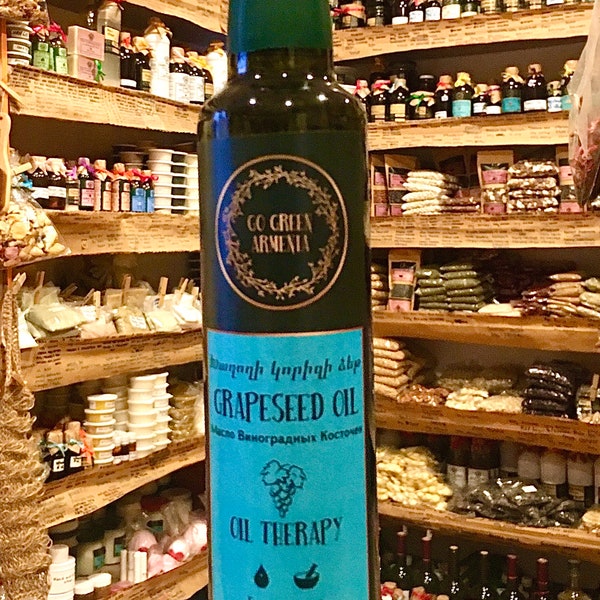 GO GREEN
ARMENIA
Խաղողի կորիզի ձեթ
GRAPESEED OIL
Масло Виноградных Косточек
OIL THERAPY